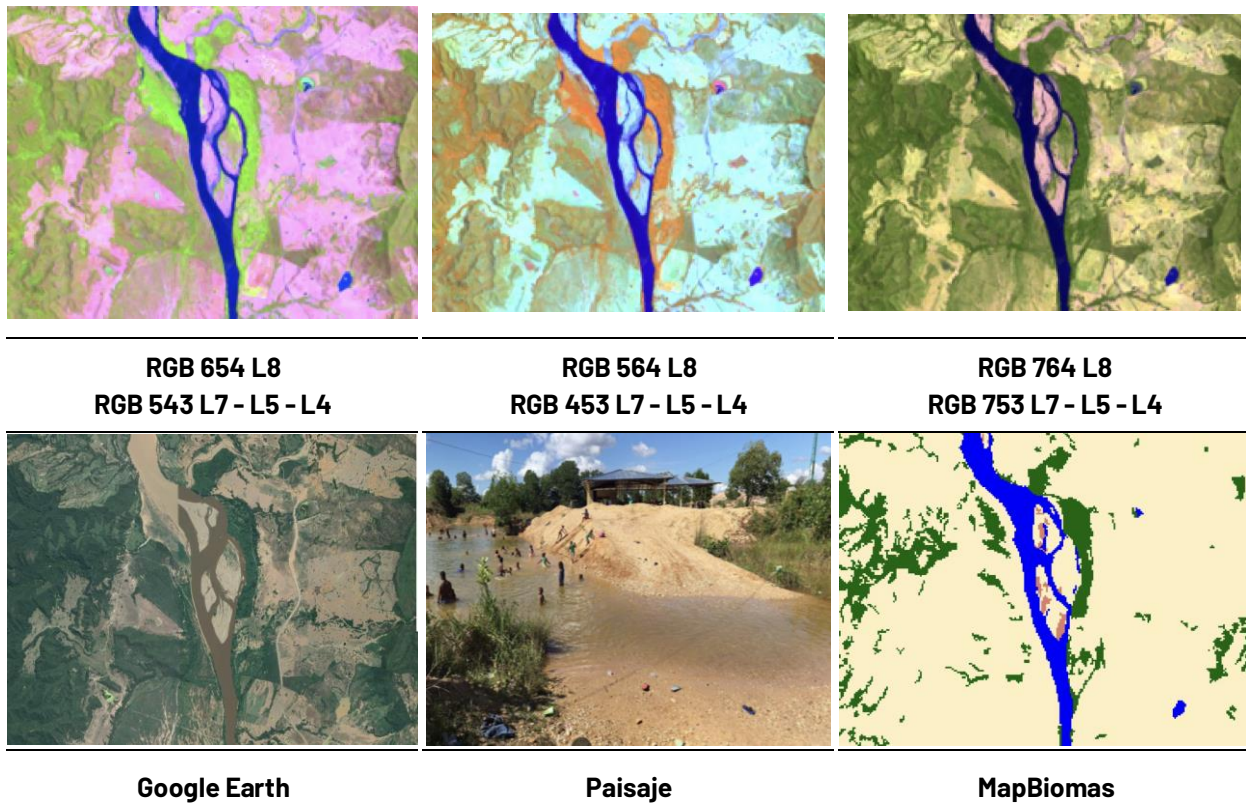 RGB 654 L8
RGB 543 L7 - L5 - L4
RGB 564 L8
RGB 453 L7 - L5 - L4
RGB 764 L8
RGB 753 L7 - L5 - L4
Google Earth
Paisaje
MapBiomas